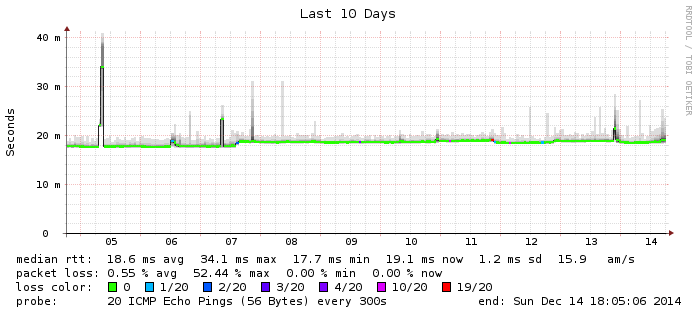 Last 10 Days
RRDTOOL / TOBI OETIKER
Seconds
40 m
30 m
20 m
10 m
0
05 06 07 08 09 10 11 12 13 14
median rtt: 18.6 ms avg 34.1 ms max 17.7 ms min 19.1 ms now 1.2 ms sd 15.9 am/s
packet loss: 0.55 % avg 52.44 % max 0.00 % min 0.00 % now
loss color: 0 1/20 2/20 3/20 4/20 10/20 19/20
probe: 20 ICMP Echo Pings (56 Bytes) every 300s end: Sun Dec 14 18:05:06 2014